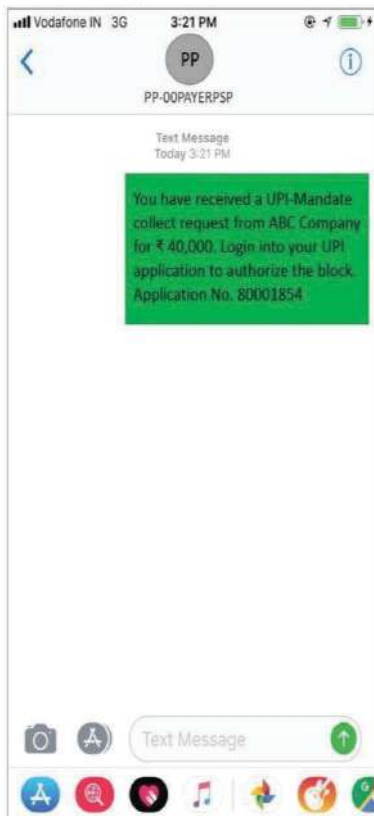 Vodafone IN 3G 3:21 PM
PP
PP-00PAYERPSP
Text Message
Today 3:21 PM
You have received a UPI-Mandate
collect request from ABC Company
for ₹ 40,000. Login into your UPI
application to authorize the block.
Application No. 80001854
Text Message